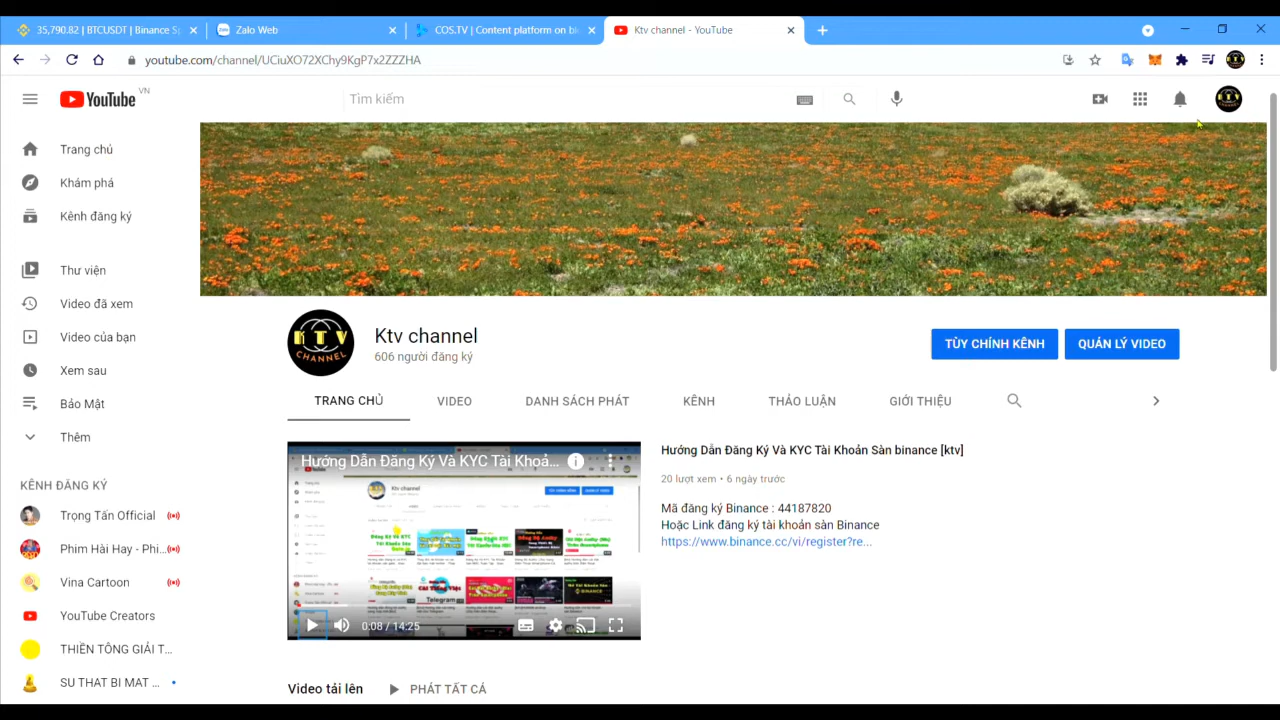 35,790.82 | BTCUSDT | Binance Sp
Zalo Web
COS.TV | Content platform on bl
Ktv channel - YouTube
youtube.com/channel/UCiuXO72XChy9KgP7x2ZZZHA
YouTube VN
Tìm kiếm
Trang chủ
Khám phá
Kênh đăng ký
Thư viện
Video đã xem
Video của bạn
Xem sau
Bảo Mật
Thêm
KÊNH ĐĂNG KÝ
Trọng Tấn Official
Phim Hài Hay - Phi...
Vina Cartoon
YouTube Creators
THIỀN TÔNG GIẢI T...
SU THAT BI MAT ...
KTV
CHANNEL
Ktv channel
606 người đăng ký
TÙY CHỈNH KÊNH
QUẢN LÝ VIDEO
TRANG CHỦ
VIDEO
DANH SÁCH PHÁT
KÊNH
THẢO LUẬN
GIỚI THIỆU
Hướng Dẫn Đăng Ký Và KYC Tài Khoả...
Ktv channel
Telegram
BINANCE
0:08 / 14:25
Hướng Dẫn Đăng Ký Và KYC Tài Khoản Sàn binance [ktv]
20 lượt xem • 6 ngày trước
Mã đăng ký Binance : 44187820
Hoặc Link đăng ký tài khoản sàn Binance
https://www.binance.cc/vi/register?re...
Video tải lên
PHÁT TẤT CẢ